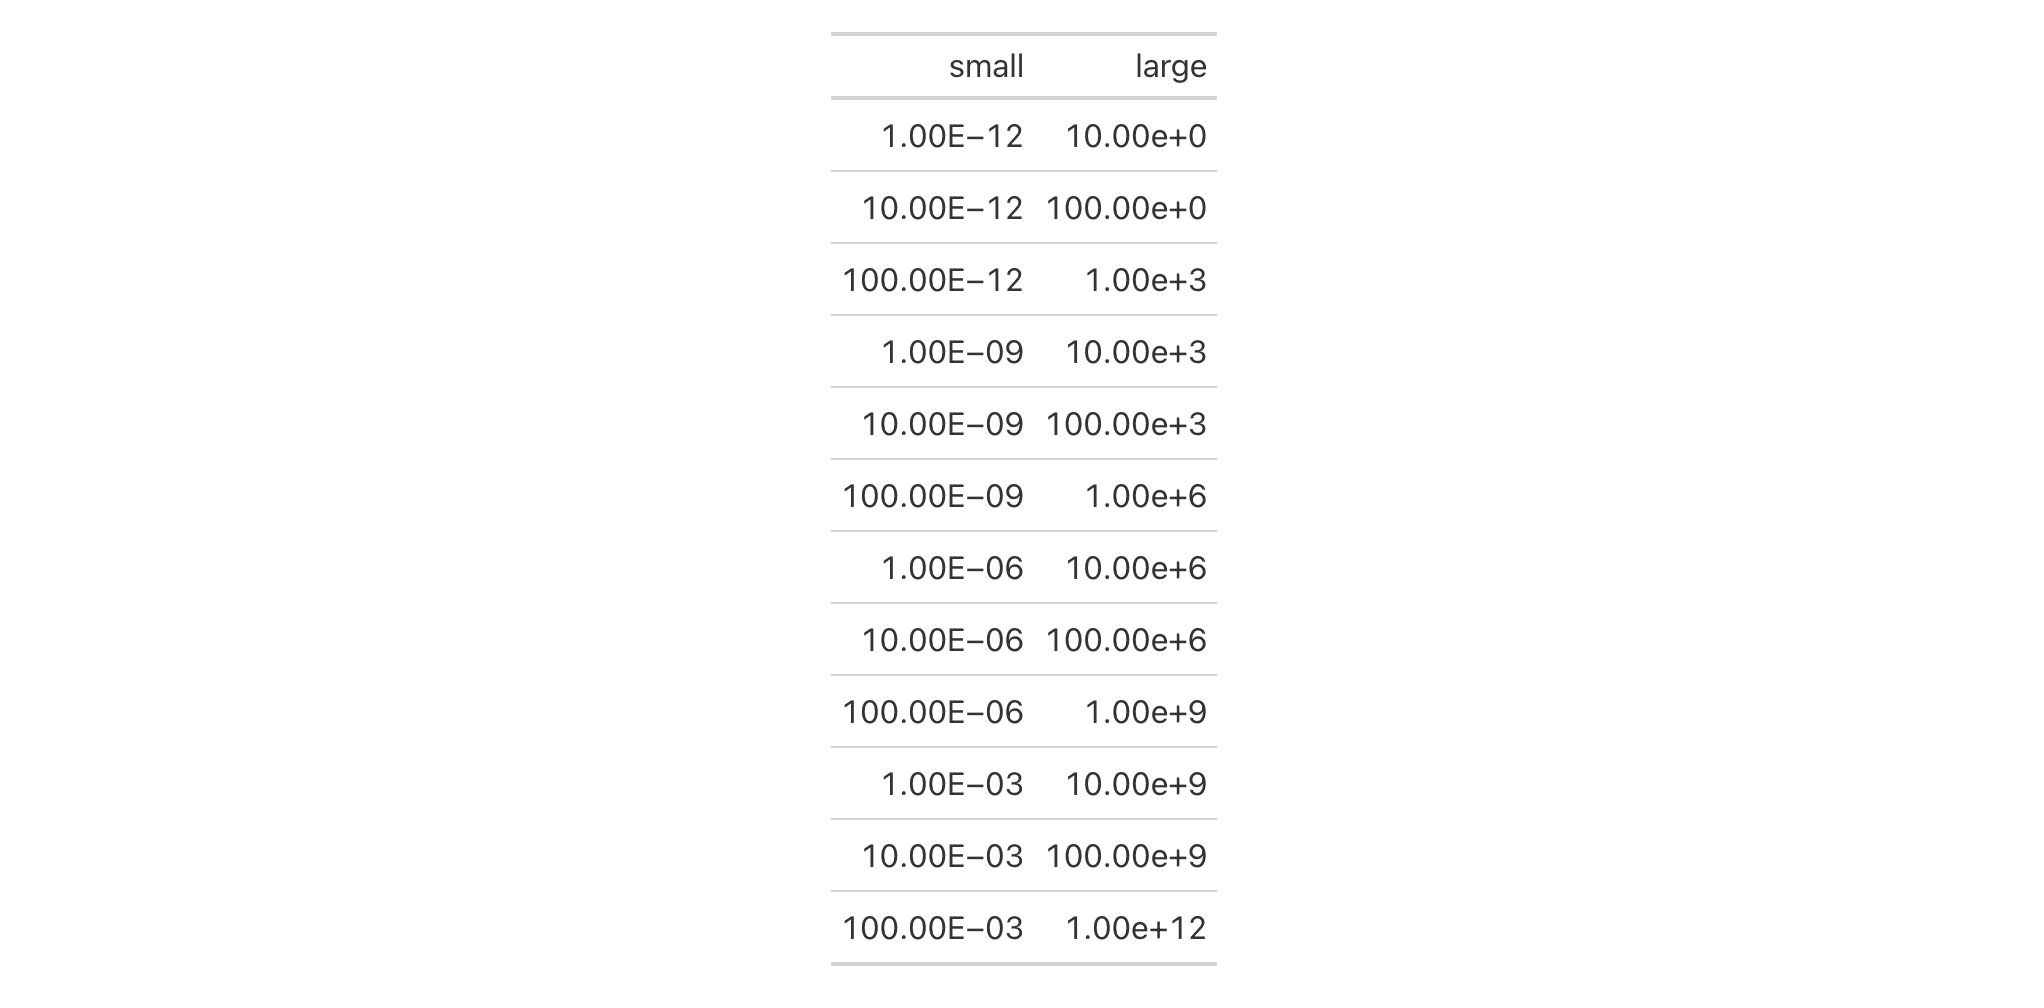 small large
1.00E−12 10.00e+0
10.00E−12 100.00e+0
100.00E−12 1.00e+3
1.00E−09 10.00e+3
10.00E−09 100.00e+3
100.00E−09 1.00e+6
1.00E−06 10.00e+6
10.00E−06 100.00e+6
100.00E−06 1.00e+9
1.00E−03 10.00e+9
10.00E−03 100.00e+9
100.00E−03 1.00e+12